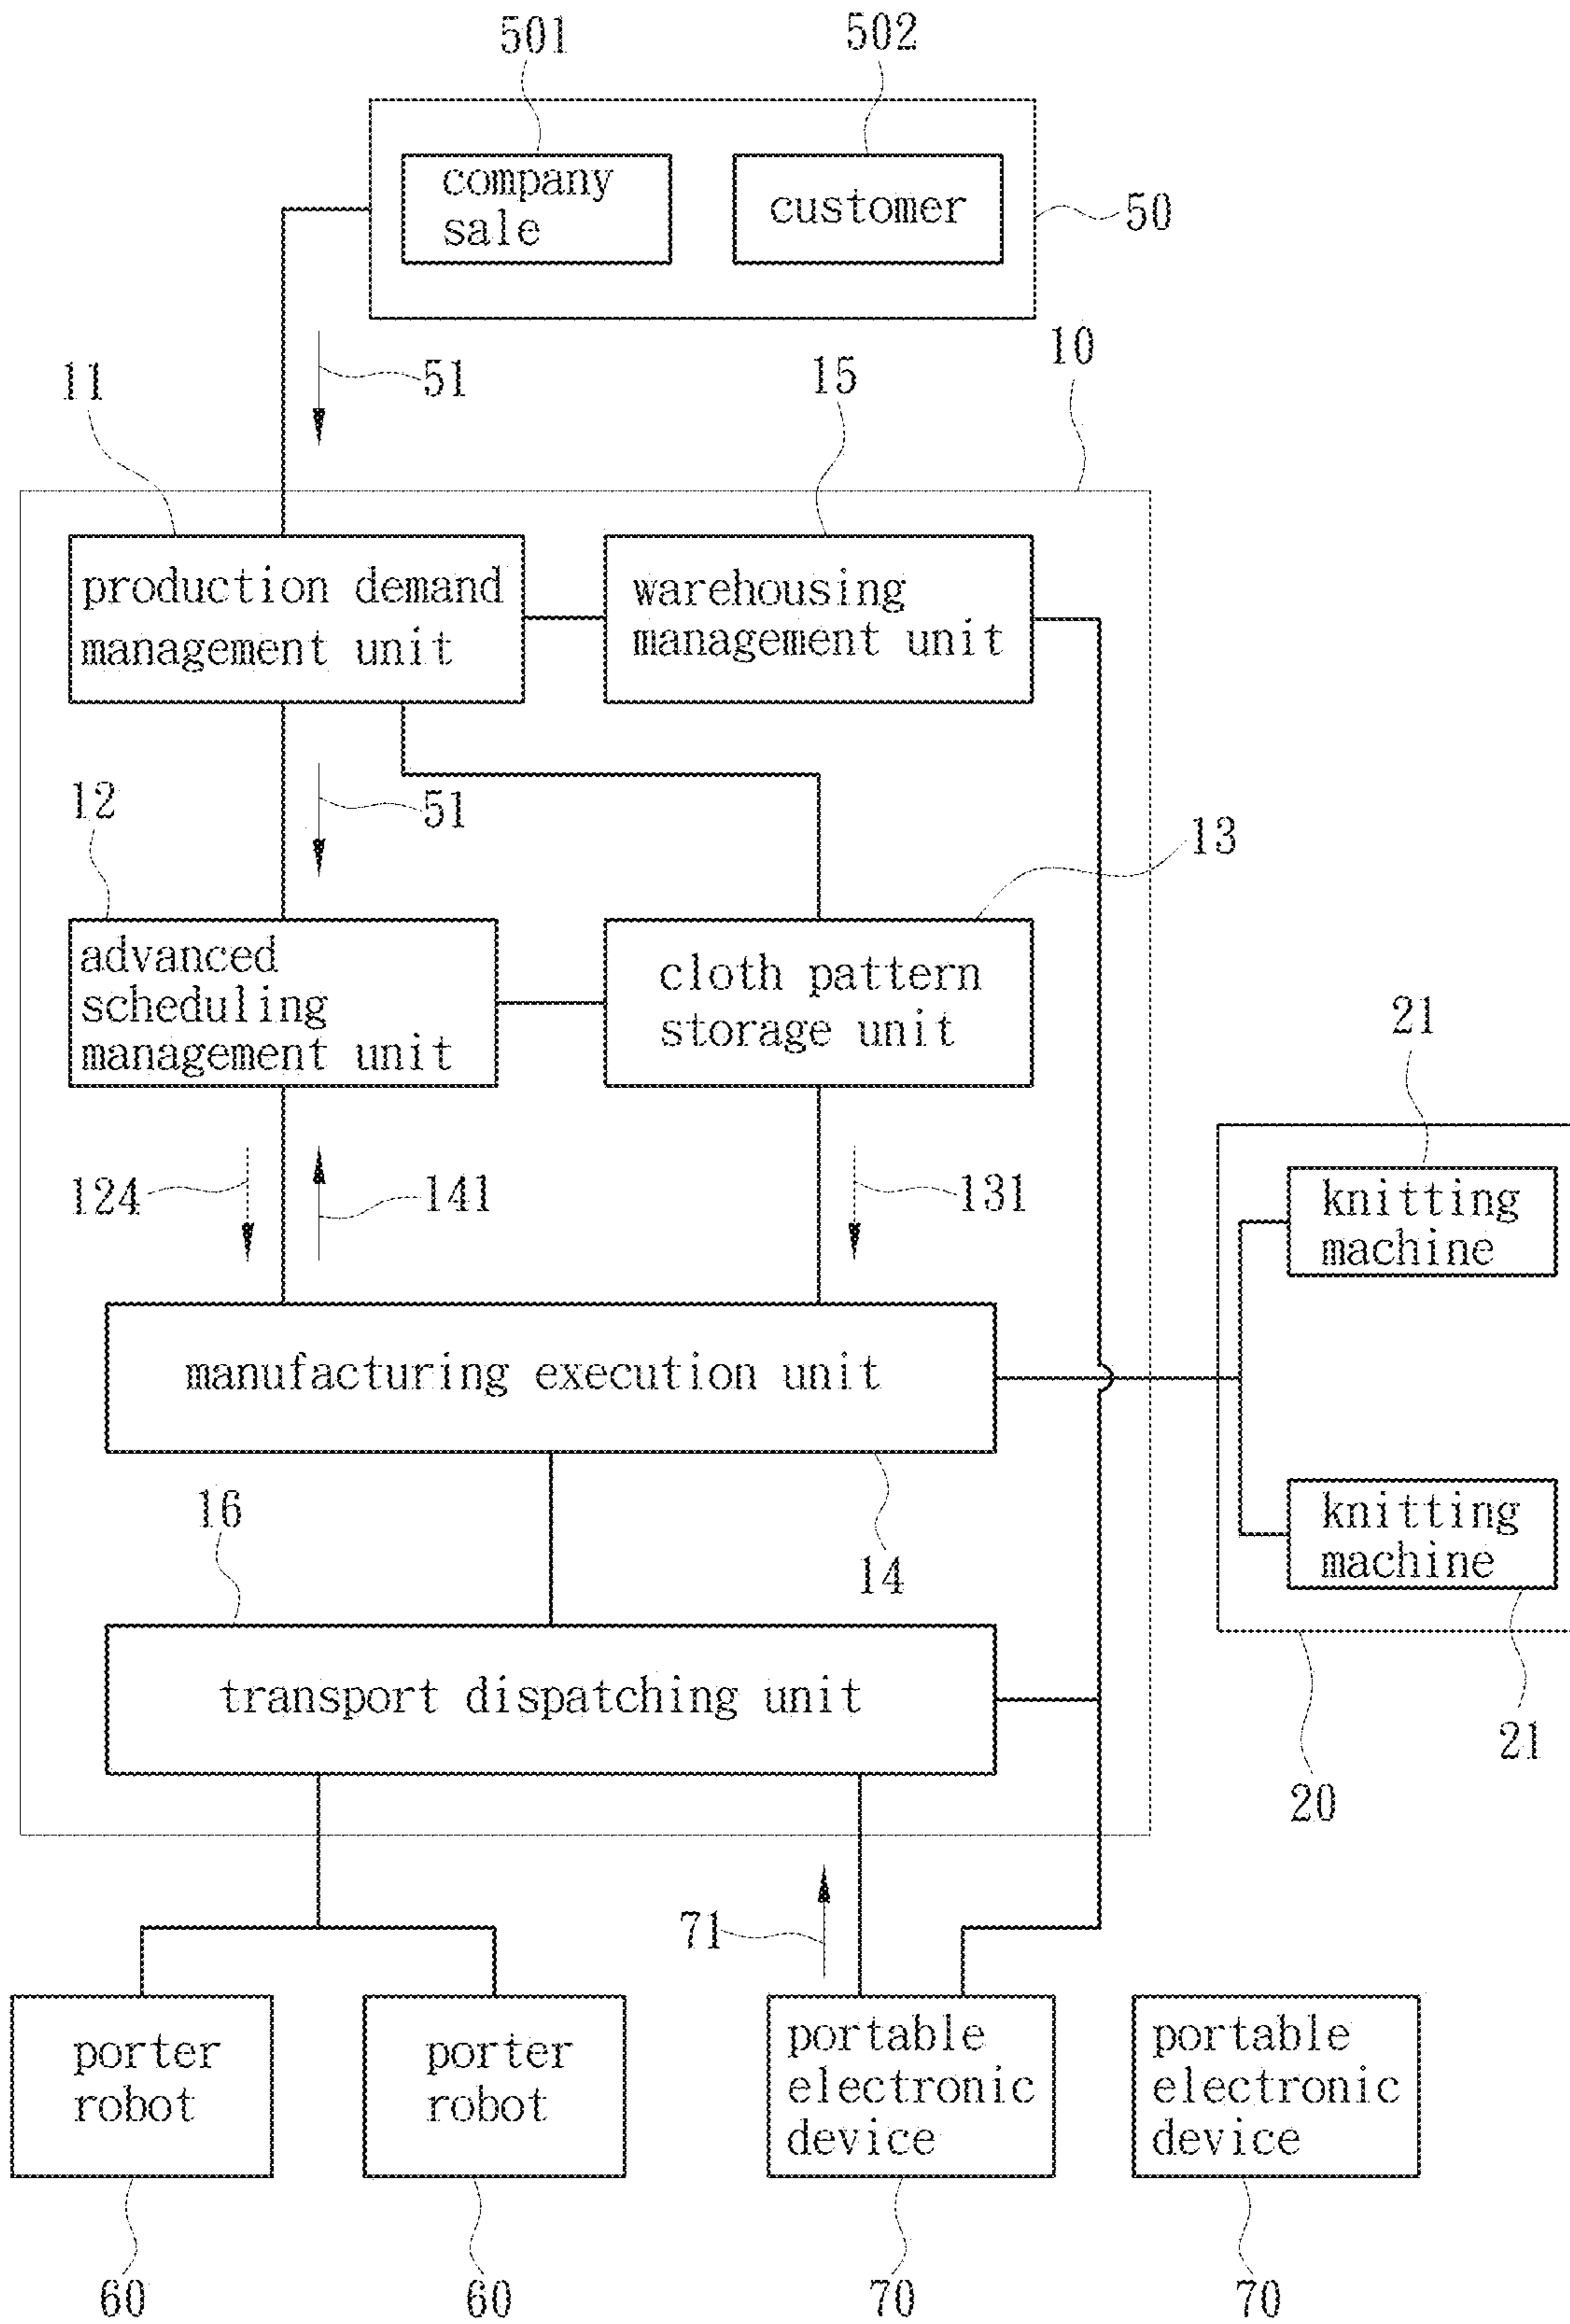 501
502
company
sale
customer
50
10
11
51
15
production demand
management unit
warehousing
management unit
12
51
13
advanced
scheduling
management unit
cloth pattern
storage unit
21
124
141
131
knitting
machine
manufacturing execution unit
16
14
knitting
machine
transport dispatching unit
21
20
71
porter
robot
porter
robot
portable
electronic
device
portable
electronic
device
60
60
70
70